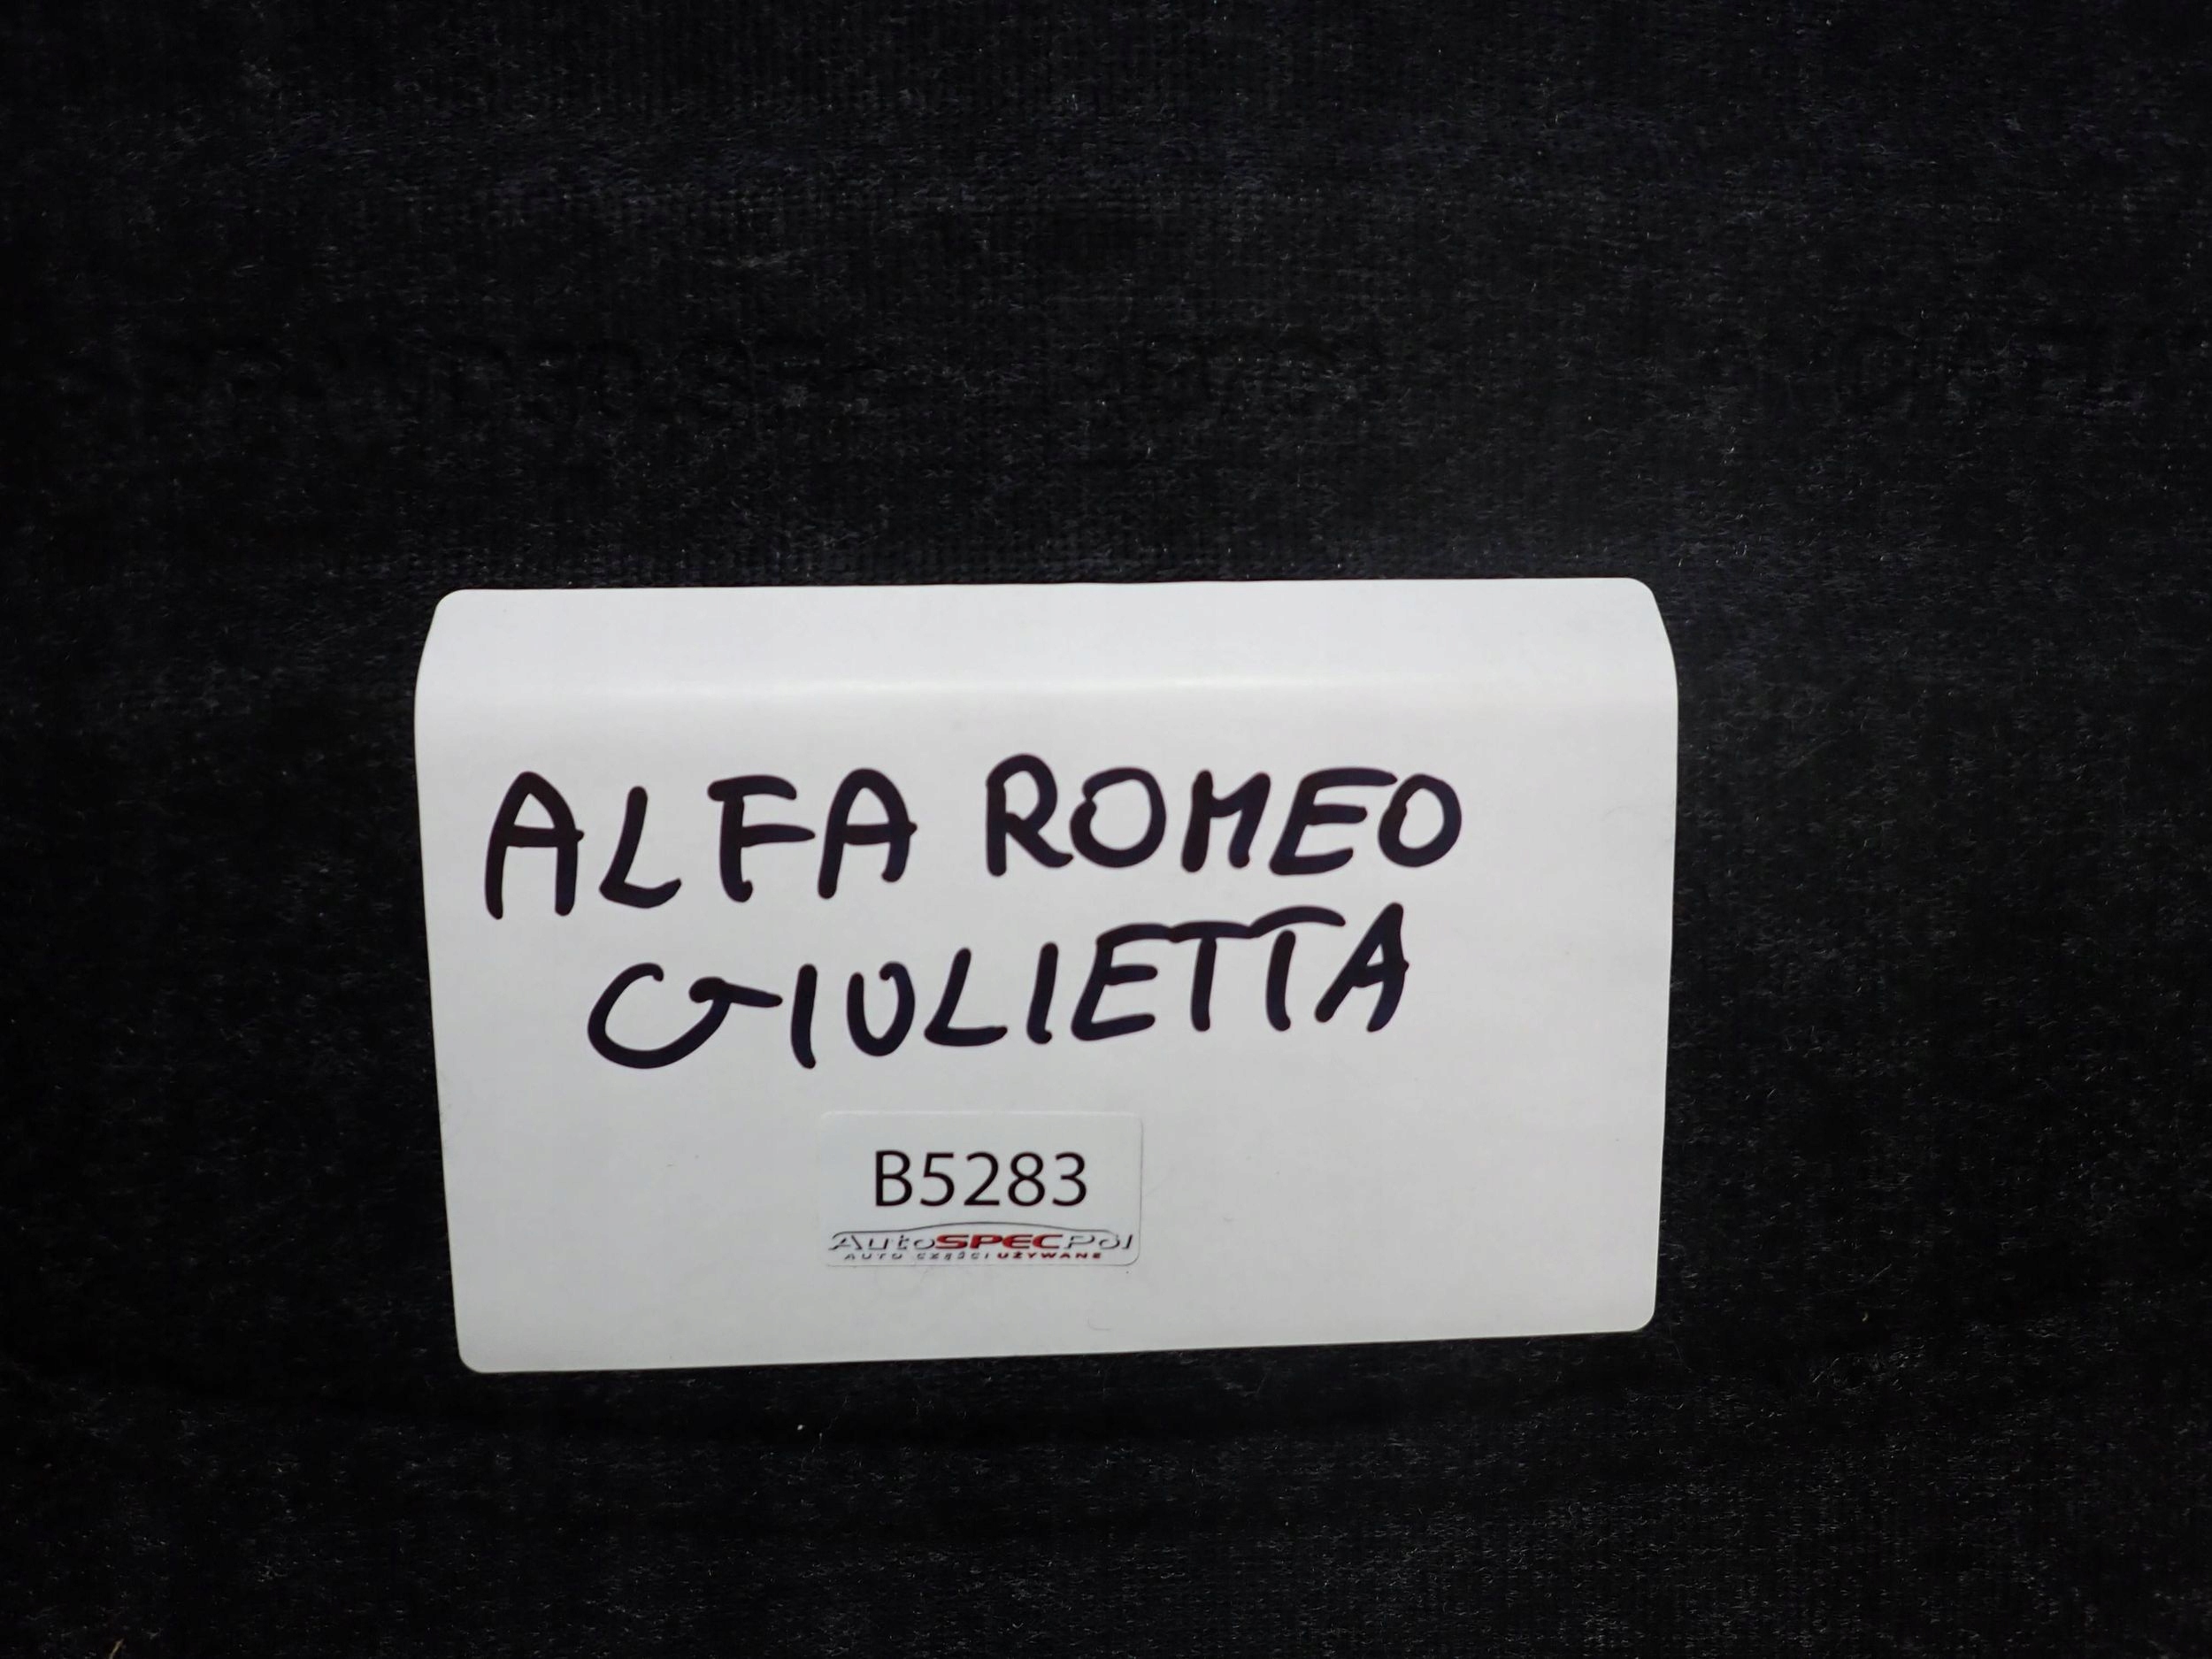 ALFA ROMEO
GIULIETTA
B5283
AutoSPECPol
AUTO CZĘŚCI UŻYWANE